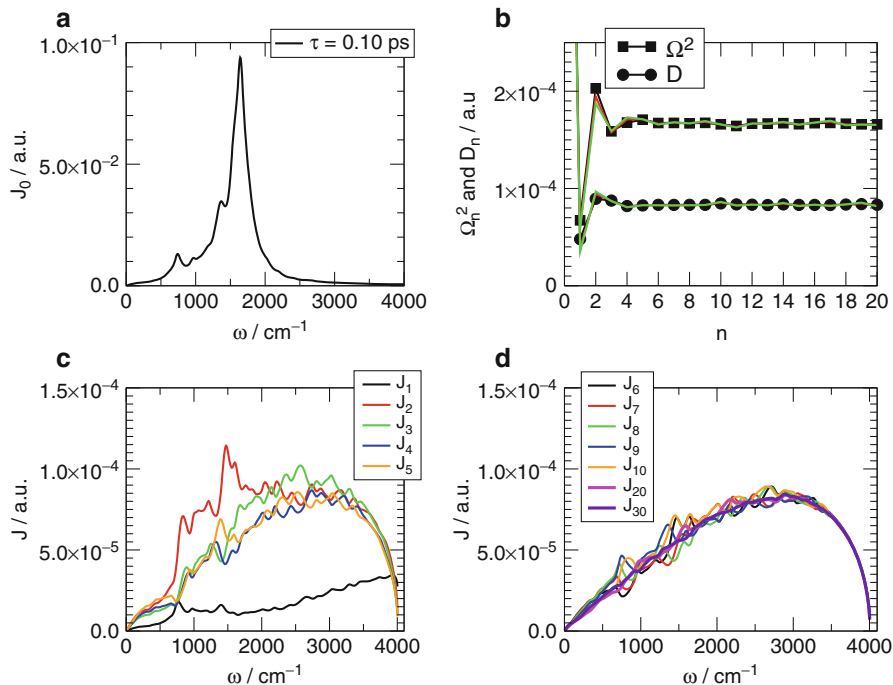 a
τ = 0.10 ps
J₀ / a.u.
1.0×10⁻¹
5.0×10⁻²
0.0
0 1000 2000 3000 4000
ω / cm⁻¹
b
Ω²
D
Ωₙ² and Dₙ / a.u
2×10⁻⁴
1×10⁻⁴
0
0 2 4 6 8 10 12 14 16 18 20
n
c
J₁
J₂
J₃
J₄
J₅
J / a.u.
1.5×10⁻⁴
1.0×10⁻⁴
5.0×10⁻⁵
0.0
0 1000 2000 3000 4000
ω / cm⁻¹
d
J₆
J₇
J₈
J₉
J₁₀
J₂₀
J₃₀
J / a.u.
1.5×10⁻⁴
1.0×10⁻⁴
5.0×10⁻⁵
0.0
0 1000 2000 3000 4000
ω / cm⁻¹